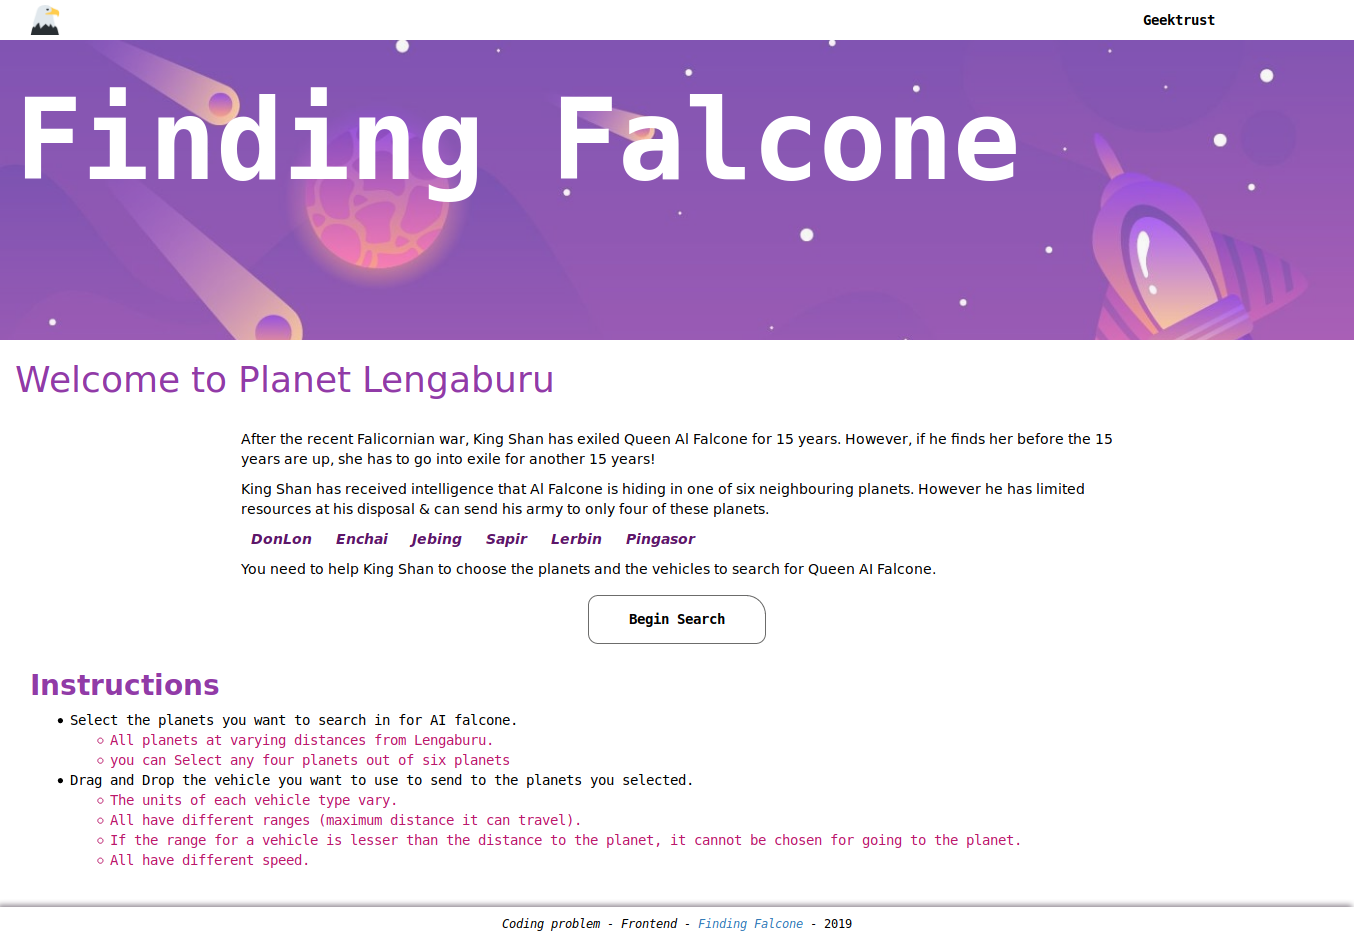 Geektrust
Finding Falcone
Welcome to Planet Lengaburu
After the recent Falicornian war, King Shan has exiled Queen Al Falcone for 15 years. However, if he finds her before the 15
years are up, she has to go into exile for another 15 years!
King Shan has received intelligence that Al Falcone is hiding in one of six neighbouring planets. However he has limited
resources at his disposal & can send his army to only four of these planets.
DonLon Enchai Jebing Sapir Lerbin Pingasor
You need to help King Shan to choose the planets and the vehicles to search for Queen AI Falcone.
Begin Search
Instructions
• Select the planets you want to search in for AI falcone.
○ All planets at varying distances from Lengaburu.
○ you can Select any four planets out of six planets
• Drag and Drop the vehicle you want to use to send to the planets you selected.
○ The units of each vehicle type vary.
○ All have different ranges (maximum distance it can travel).
○ If the range for a vehicle is lesser than the distance to the planet, it cannot be chosen for going to the planet.
○ All have different speed.
Coding problem - Frontend - Finding Falcone - 2019